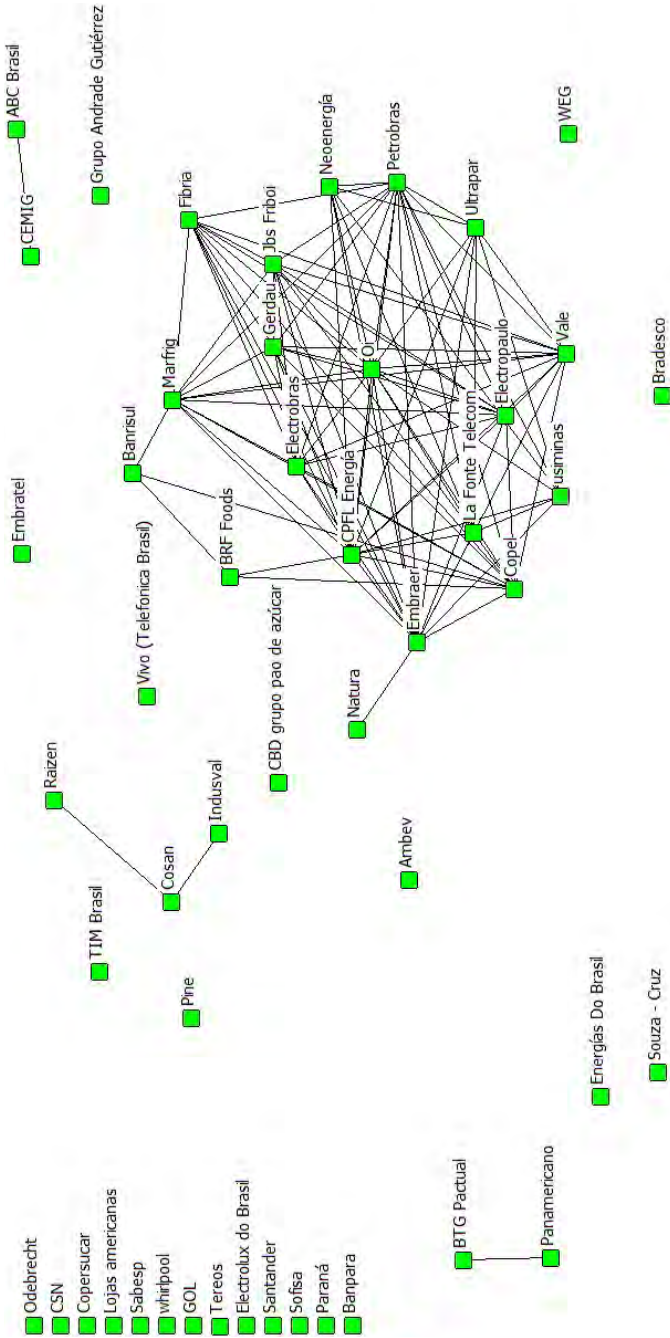 ABC Brasil
CEMIG
Grupo Andrade Gutiérrez
Fibria
Neoenergía
Petrobras
WEG
Jbs Friboi
Ultrapar
Gerdau
Marfrig
Oi
Vale
Electropaulo
Bradesco
Banrisul
Electrobras
La Fonte Telecom
usiminas
Embratel
BRF Foods
CPFL Energía
Copel
Embraer
Vivo (Telefonica Brasil)
Natura
CBD grupo pao de azúcar
Raizen
Indusval
Cosan
Ambev
TIM Brasil
Pine
Energías Do Brasil
Souza - Cruz
BTG Pactual
Panamericano
Odebrecht
CSN
Copersucar
Lojas americanas
Sabesp
whirlpool
GOL
Tereos
Electrolux do Brasil
Santander
Sofisa
Paraná
Banpara